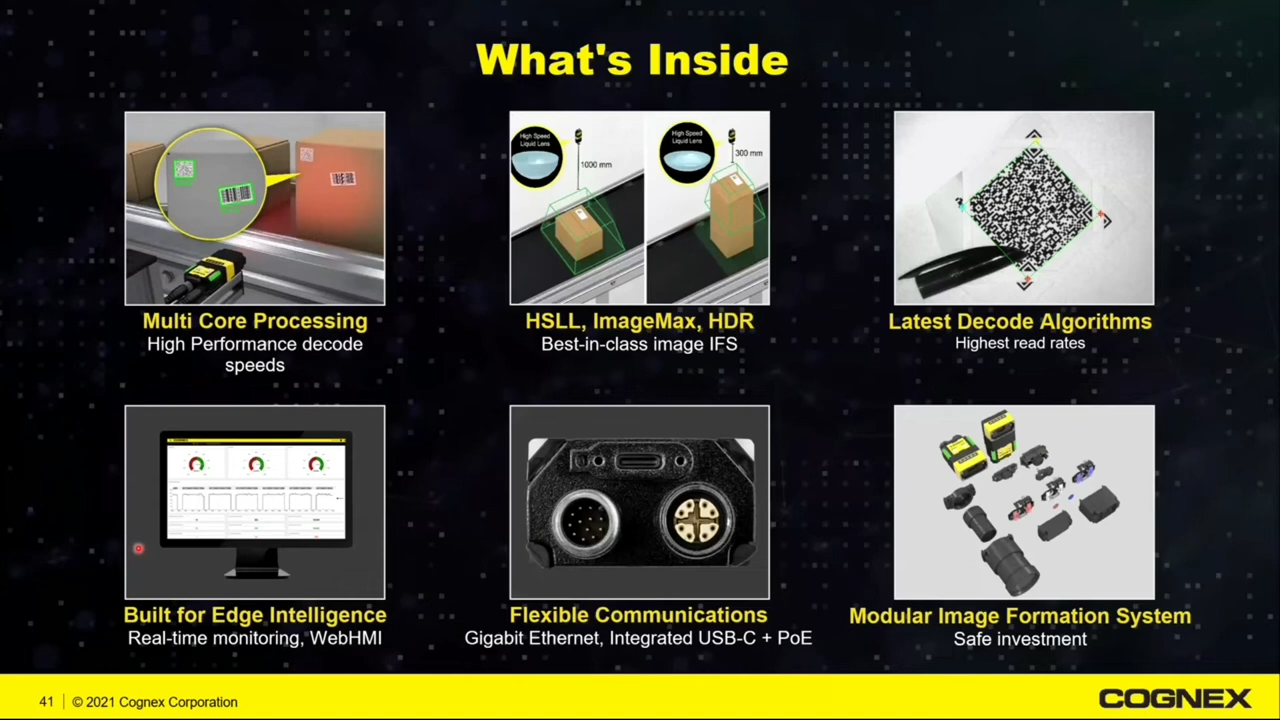 What's Inside
High Speed
Liquid Lens
1000 mm
High Speed
Liquid Lens
300 mm
Multi Core Processing
High Performance decode
speeds
HSLL, ImageMax, HDR
Best-in-class image IFS
Latest Decode Algorithms
Highest read rates
COGNEX
Built for Edge Intelligence
Real-time monitoring, WebHMI
Flexible Communications
Gigabit Ethernet, Integrated USB-C + PoE
Modular Image Formation System
Safe investment
41 | © 2021 Cognex Corporation
COGNEX